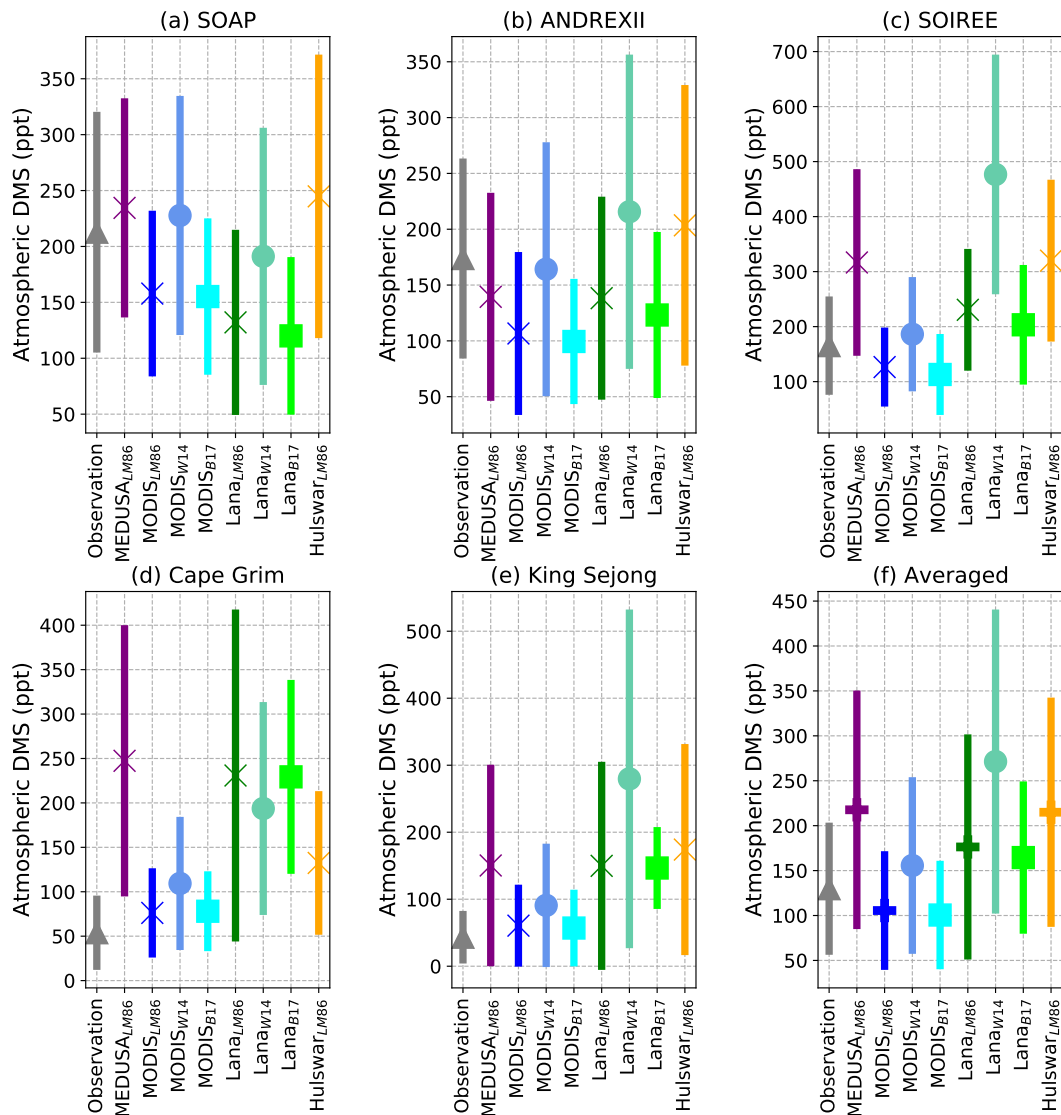 (a) SOAP
Atmospheric DMS (ppt)
350
300
250
200
150
100
50
Observation
MEDUSA_LM86
MODIS_LM86
MODIS_W14
MODIS_B17
Lana_LM86
Lana_W14
Lana_B17
Hulswar_LM86
(b) ANDREXII
Atmospheric DMS (ppt)
350
300
250
200
150
100
50
Observation
MEDUSA_LM86
MODIS_LM86
MODIS_W14
MODIS_B17
Lana_LM86
Lana_W14
Lana_B17
Hulswar_LM86
(c) SOIREE
Atmospheric DMS (ppt)
700
600
500
400
300
200
100
Observation
MEDUSA_LM86
MODIS_LM86
MODIS_W14
MODIS_B17
Lana_LM86
Lana_W14
Lana_B17
Hulswar_LM86
(d) Cape Grim
Atmospheric DMS (ppt)
400
350
300
250
200
150
100
50
0
Observation
MEDUSA_LM86
MODIS_LM86
MODIS_W14
MODIS_B17
Lana_LM86
Lana_W14
Lana_B17
Hulswar_LM86
(e) King Sejong
Atmospheric DMS (ppt)
500
400
300
200
100
0
Observation
MEDUSA_LM86
MODIS_LM86
MODIS_W14
MODIS_B17
Lana_LM86
Lana_W14
Lana_B17
Hulswar_LM86
(f) Averaged
Atmospheric DMS (ppt)
450
400
350
300
250
200
150
100
50
Observation
MEDUSA_LM86
MODIS_LM86
MODIS_W14
MODIS_B17
Lana_LM86
Lana_W14
Lana_B17
Hulswar_LM86